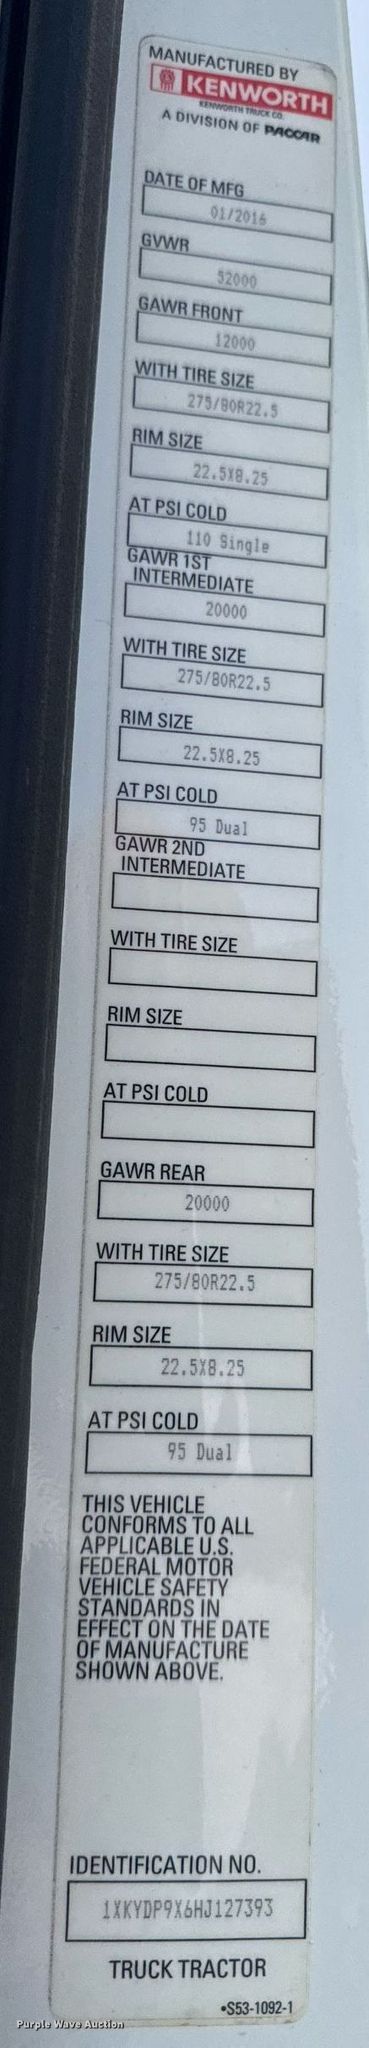 MANUFACTURED BY
KENWORTH
KENWORTH TRUCK CO.
A DIVISION OF PACCAR
DATE OF MFG
01/2016
GVWR
52000
GAWR FRONT
12000
WITH TIRE SIZE
275/80R22.5
RIM SIZE
22.5X8.25
AT PSI COLD
110 Single
GAWR 1ST
INTERMEDIATE
20000
WITH TIRE SIZE
275/80R22.5
RIM SIZE
22.5X8.25
AT PSI COLD
95 Dual
GAWR 2ND
INTERMEDIATE
WITH TIRE SIZE
RIM SIZE
AT PSI COLD
GAWR REAR
20000
WITH TIRE SIZE
275/80R22.5
RIM SIZE
22.5X8.25
AT PSI COLD
95 Dual
THIS VEHICLE
CONFORMS TO ALL
APPLICABLE U.S.
FEDERAL MOTOR
VEHICLE SAFETY
STANDARDS IN
EFFECT ON THE DATE
OF MANUFACTURE
SHOWN ABOVE.
IDENTIFICATION NO.
1XKYDP9X6HJ127393
TRUCK TRACTOR
•S53-1092-1
Purple Wave Auction